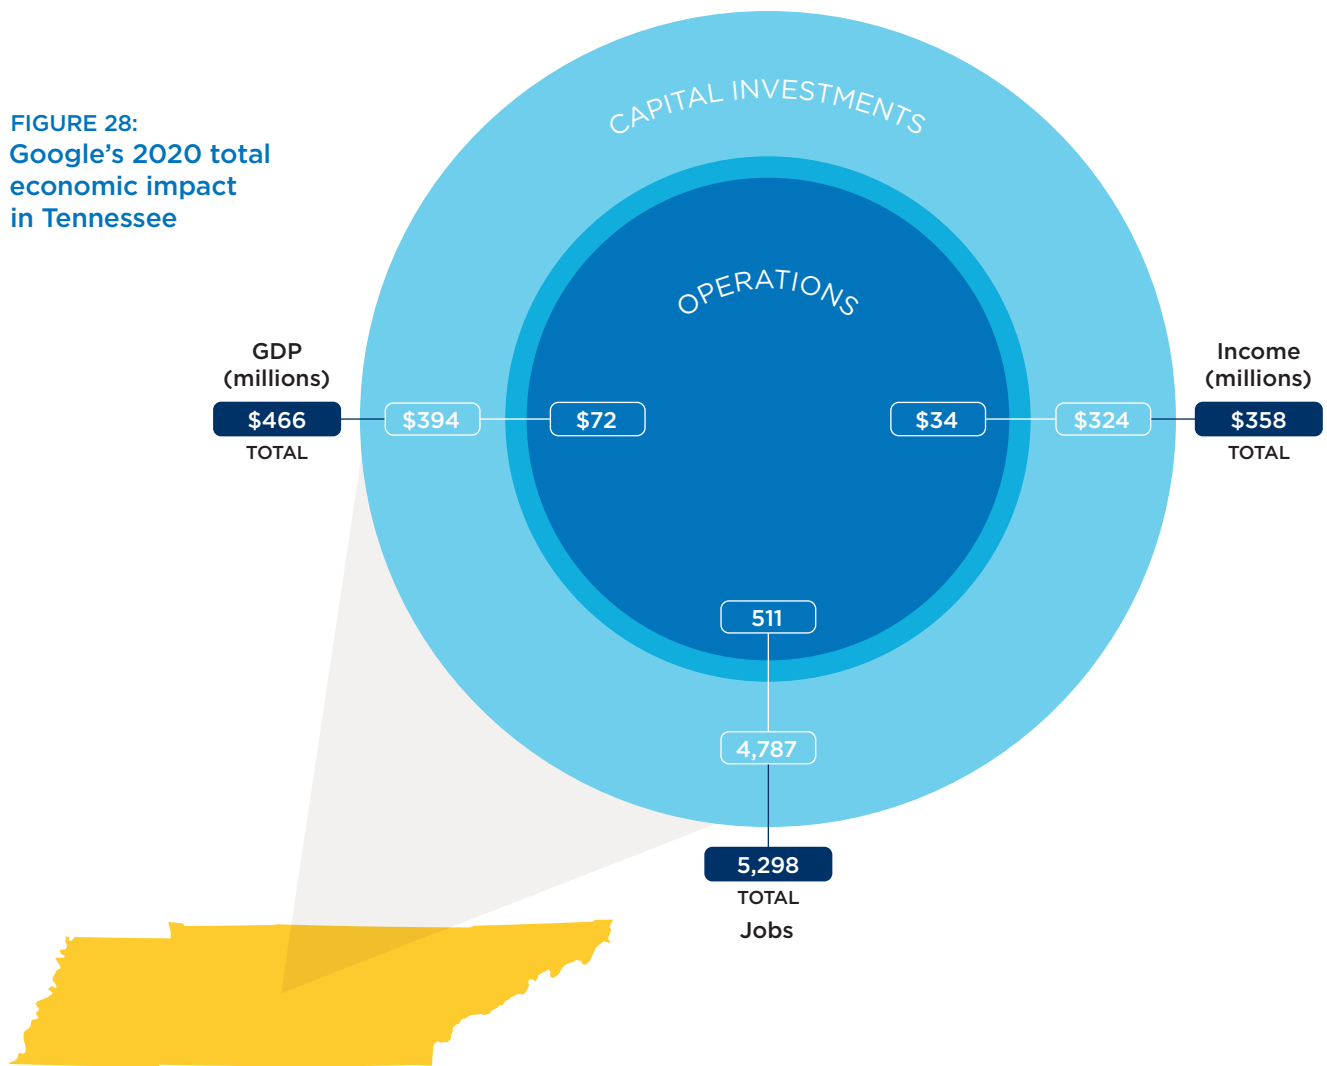 FIGURE 28:
Google’s 2020 total
economic impact
in Tennessee
CAPITAL INVESTMENTS
OPERATIONS
GDP
(millions)
$466
TOTAL
$394
$72
$34
$324
Income
(millions)
$358
TOTAL
511
4,787
5,298
TOTAL
Jobs